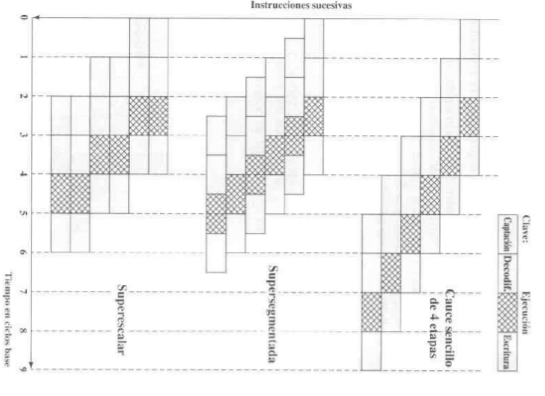 Clave:
Ejecución
Captación
Decodif.
Escritura
Cauce sencillo
de 4 etapas
Supersegmentada
Superescalar
Instrucciones sucesivas
0
1
2
3
4
5
6
7
8
9
Tiempo en ciclos base